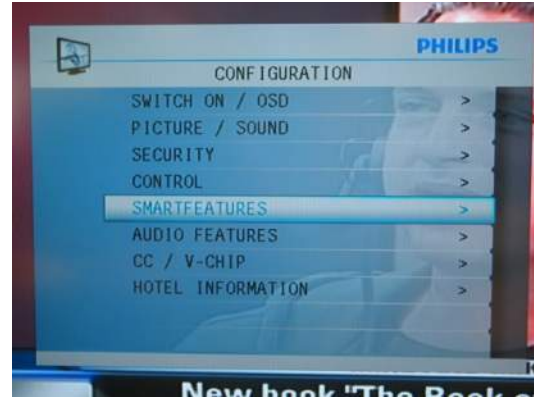 PHILIPS
CONFIGURATION
SWITCH ON / OSD >
PICTURE / SOUND >
SECURITY >
CONTROL >
SMARTFEATURES >
AUDIO FEATURES >
CC / V-CHIP >
HOTEL INFORMATION >
New book "The Book o